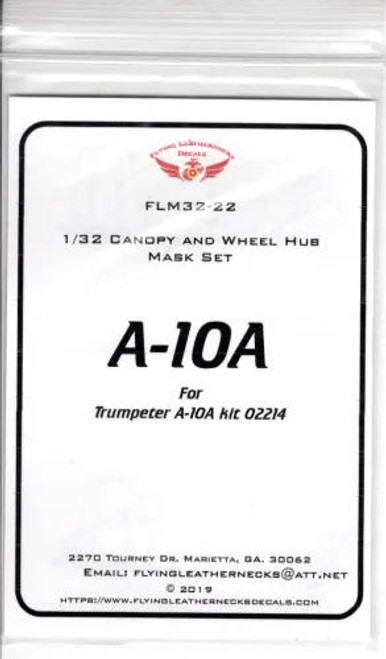 FLYING LEATHERNECKS
DECALS
FLM32-22
1/32 CANOPY AND WHEEL HUB
MASK SET
A-10A
For
Trumpeter A-10A kit 02214
2270 TOURNEY DR. MARIETTA, GA. 30062
EMAIL: FLYINGLEATHERNECKS@ATT.NET
© 2019
HTTPS://WWW.FLYINGLEATHERNECKSDECALS.COM